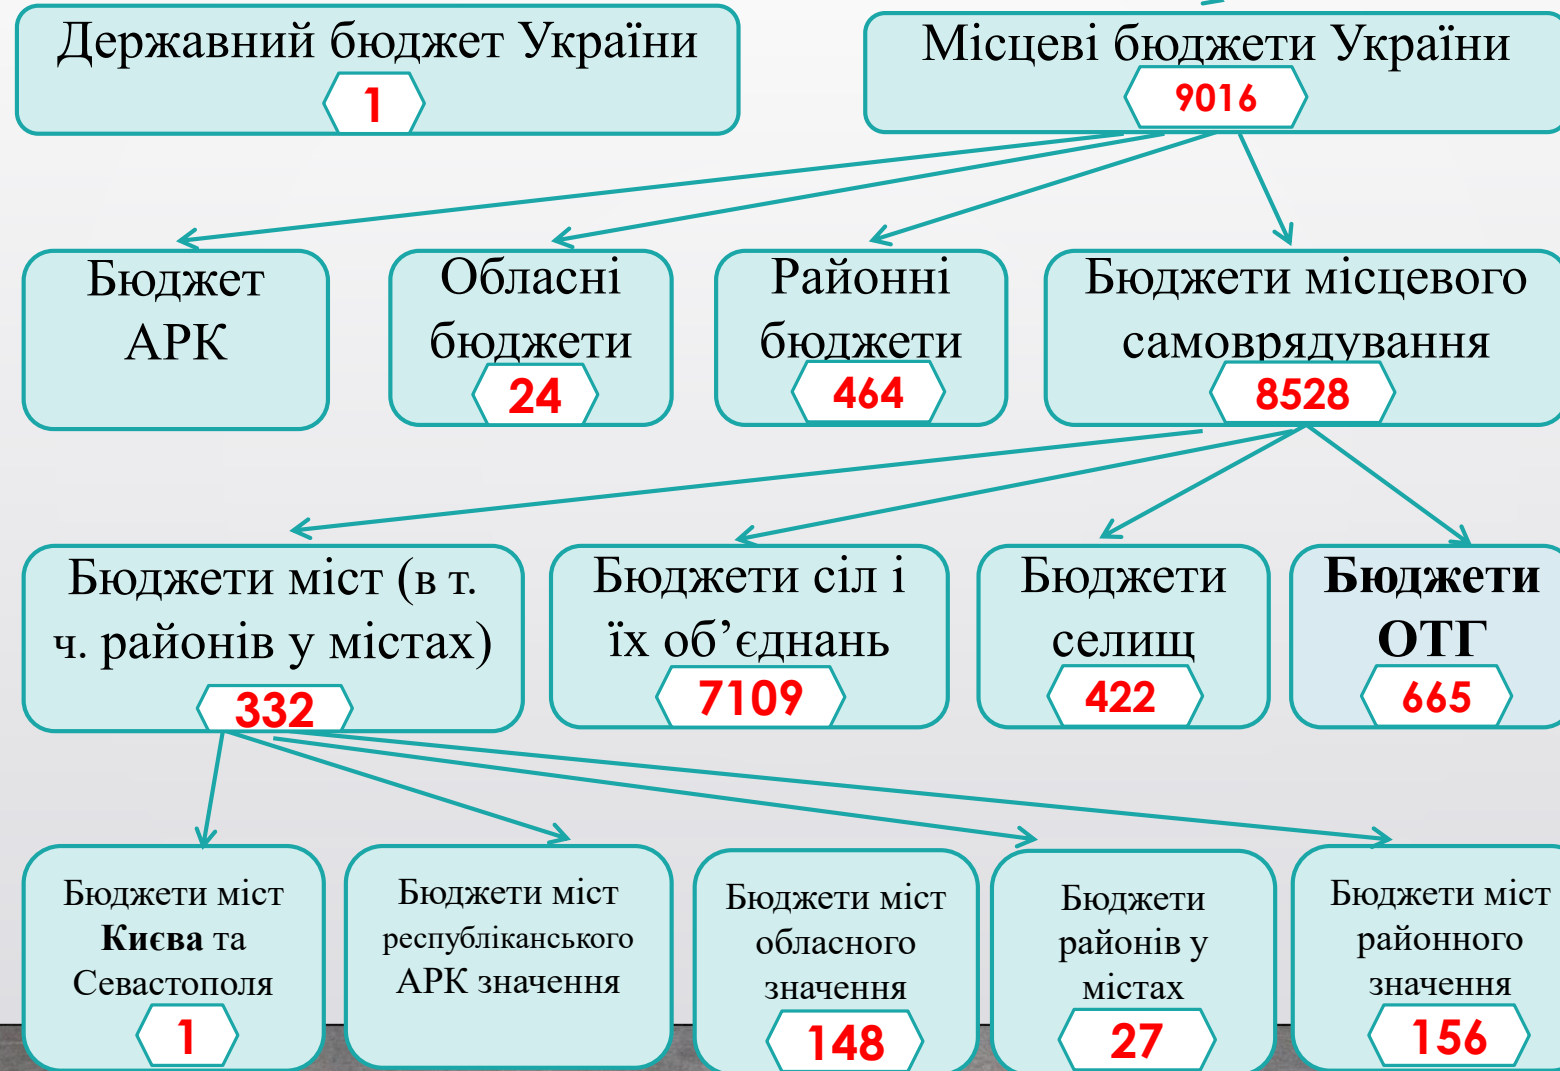 Державний бюджет України
1
Місцеві бюджети України
9016
Бюджет
АРК
Обласні
бюджети
24
Районні
бюджети
464
Бюджети місцевого
самоврядування
8528
Бюджети міст (в т.
ч. районів у містах)
332
Бюджети сіл і
їх об’єднань
7109
Бюджети
селищ
422
Бюджети
ОТГ
665
Бюджети міст
Києва та
Севастополя
1
Бюджети міст
республіканського
АРК значення
Бюджети міст
обласного
значення
148
Бюджети
районів у
містах
27
Бюджети міст
районного
значення
156